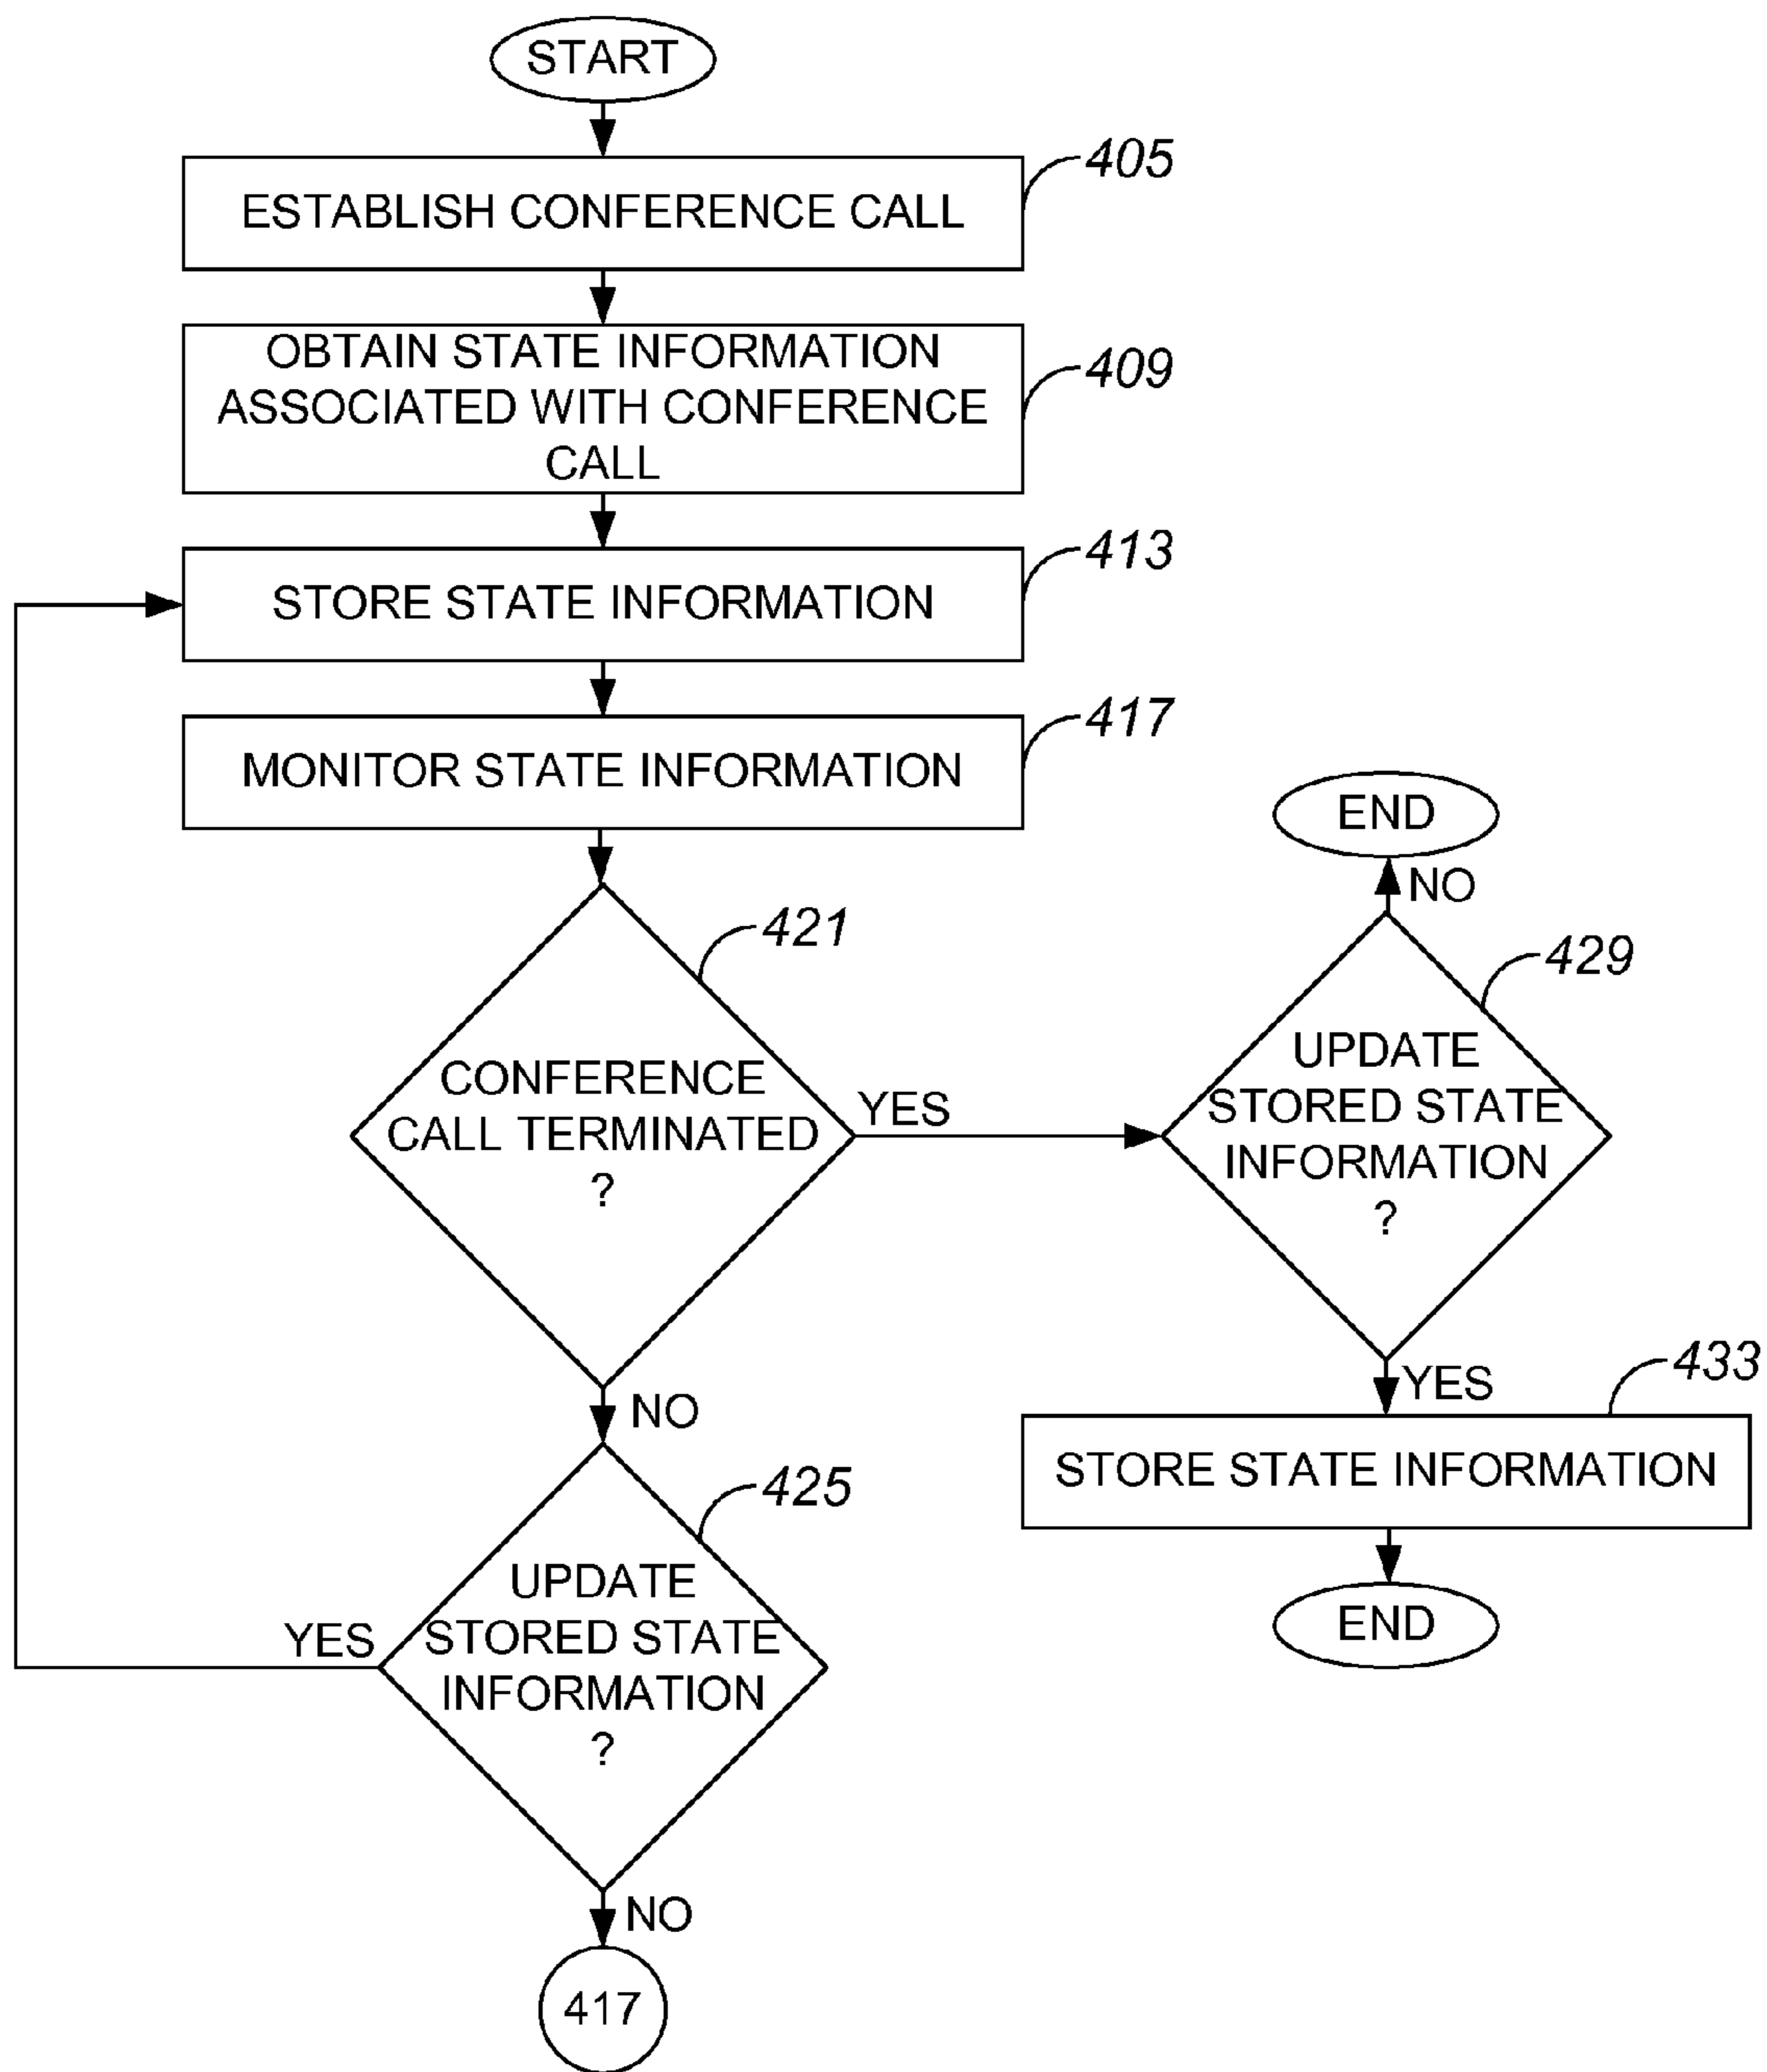 START
ESTABLISH CONFERENCE CALL
405
OBTAIN STATE INFORMATION
ASSOCIATED WITH CONFERENCE
CALL
409
STORE STATE INFORMATION
413
MONITOR STATE INFORMATION
417
CONFERENCE
CALL TERMINATED
?
421
YES
NO
END
NO
UPDATE
STORED STATE
INFORMATION
?
429
YES
STORE STATE INFORMATION
433
END
UPDATE
STORED STATE
INFORMATION
?
425
YES
NO
417